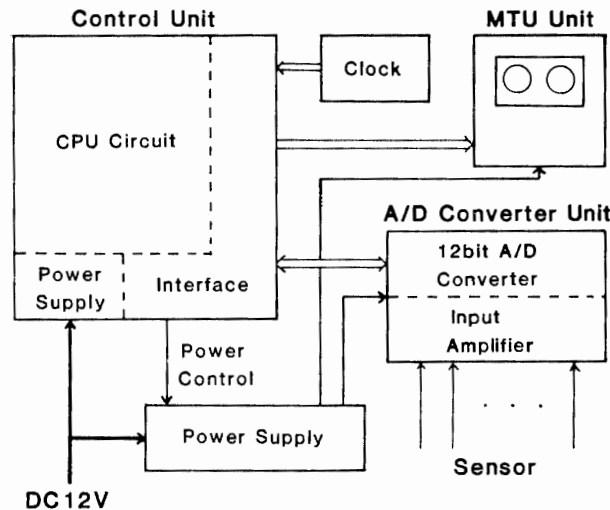 Control Unit
MTU Unit
Clock
CPU Circuit
A/D Converter Unit
12bit A/D
Converter
Power
Supply
Interface
Input
Amplifier
Power
Control
Power Supply
. . .
Sensor
DC12V